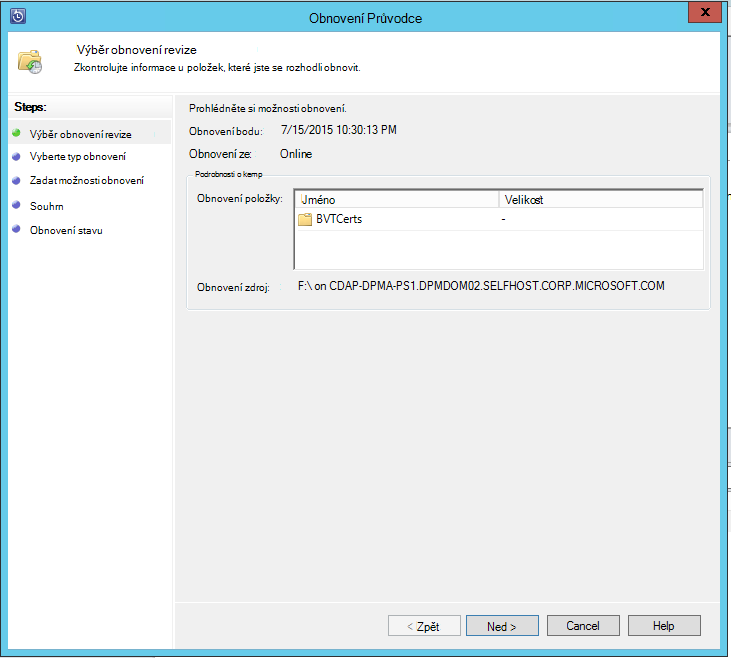 Obnovení Průvodce
Výběr obnovení revize
Zkontrolujte informace u položek, které jste se rozhodli obnovit.
Steps:
Výběr obnovení revize
Vyberte typ obnovení
Zadat možnosti obnovení
Souhrn
Obnovení stavu
Prohlédněte si možnosti obnovení.
Obnovení bodu: 7/15/2015 10:30:13 PM
Obnovení ze: Online
Podrobnosti o kemp
Obnovení položky:
Jméno Velikost
BVTCerts -
Obnovení zdroj: F:\ on CDAP-DPMA-PS1.DPMDOM02.SELFHOST.CORP.MICROSOFT.COM
< Zpět Ned > Cancel Help